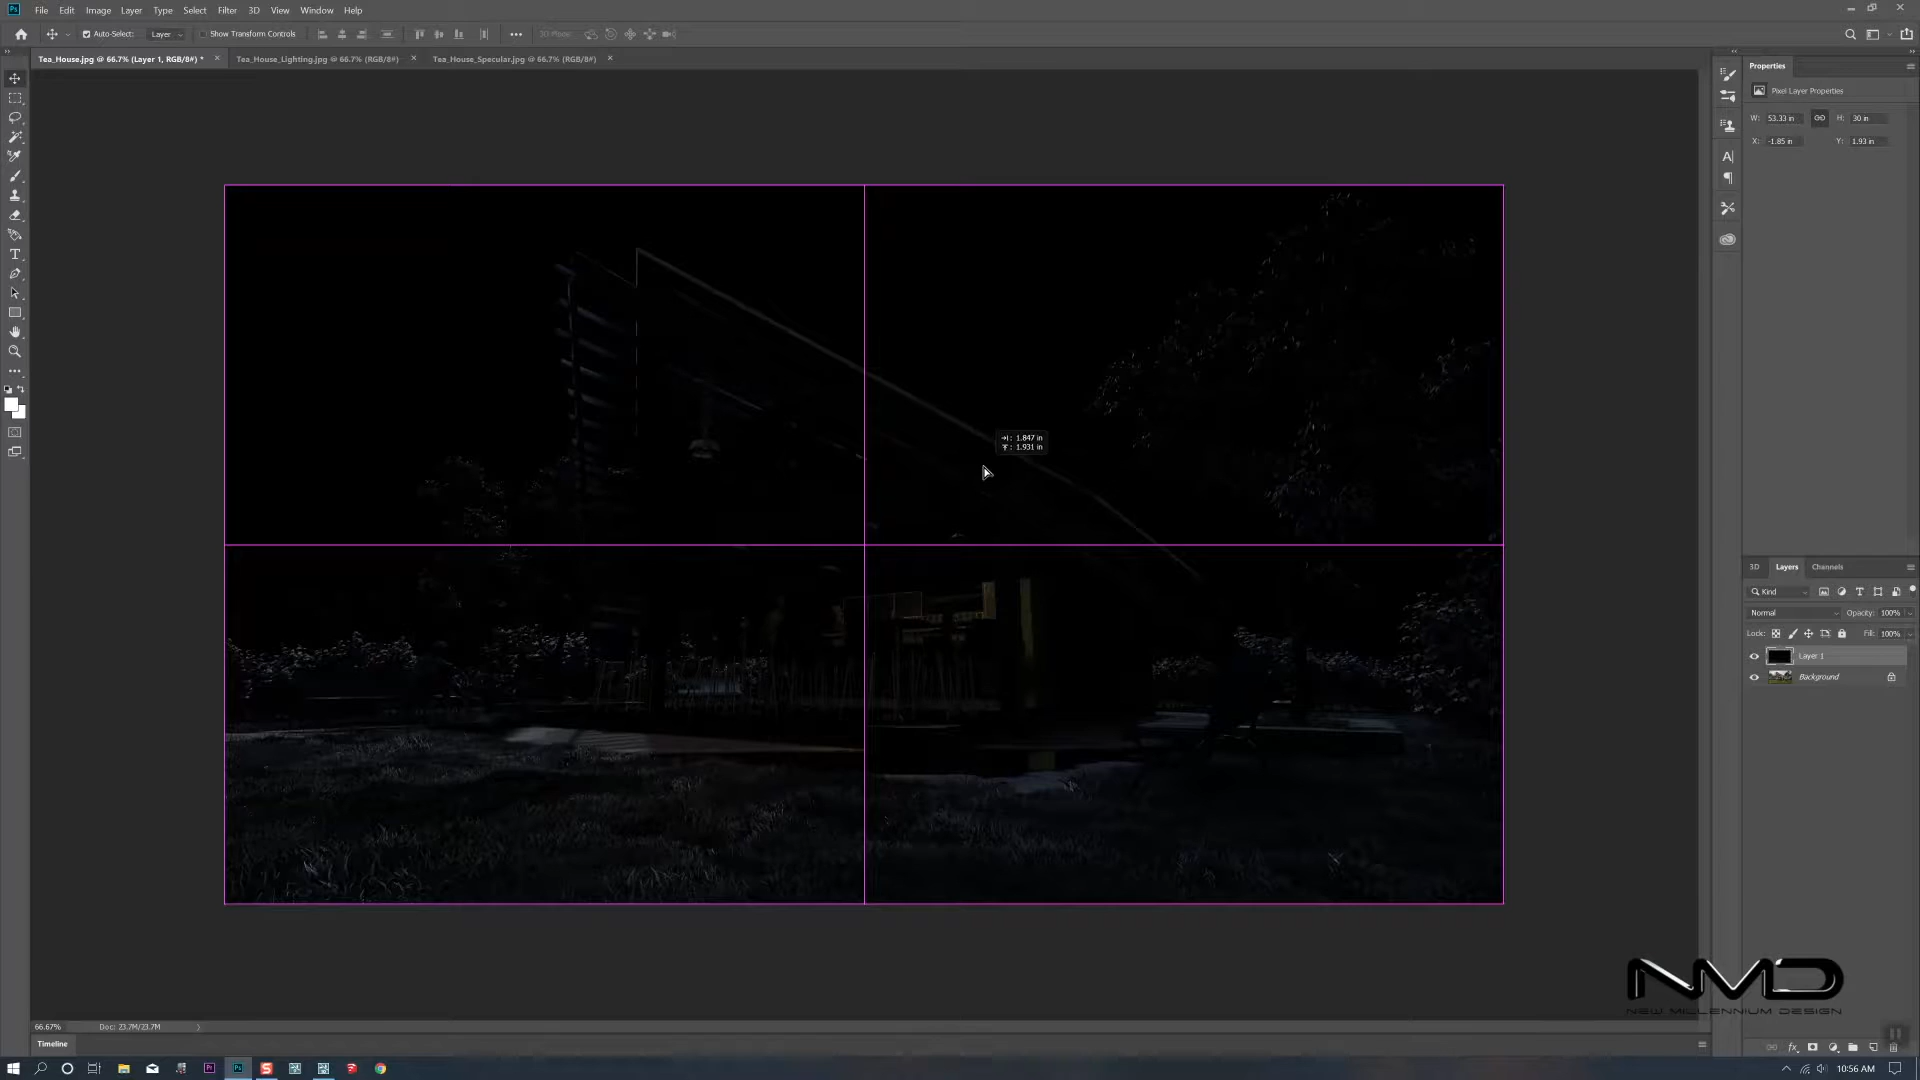 File Edit Image Layer Type Select Filter 3D View Window Help
Auto-Select: Layer Show Transform Controls 3D Mode:
Tea_House.jpg @ 66.7% (Layer 1, RGB/8#) * × Tea_House_Lighting.jpg @ 66.7% (RGB/8#) × Tea_House_Specular.jpg @ 66.7% (RGB/8#) ×
Properties
Pixel Layer Properties
W: 53.33 in H: 30 in
X: -1.85 in Y: 1.93 in
: 1.847 in
: 1.931 in
3D Layers Channels
Kind
Normal Opacity: 100%
Lock: Fill: 100%
Layer 1
Background
NMD
NEW MILLENNIUM DESIGN
66.67% Doc: 23.7M/23.7M
Timeline
10:56 AM